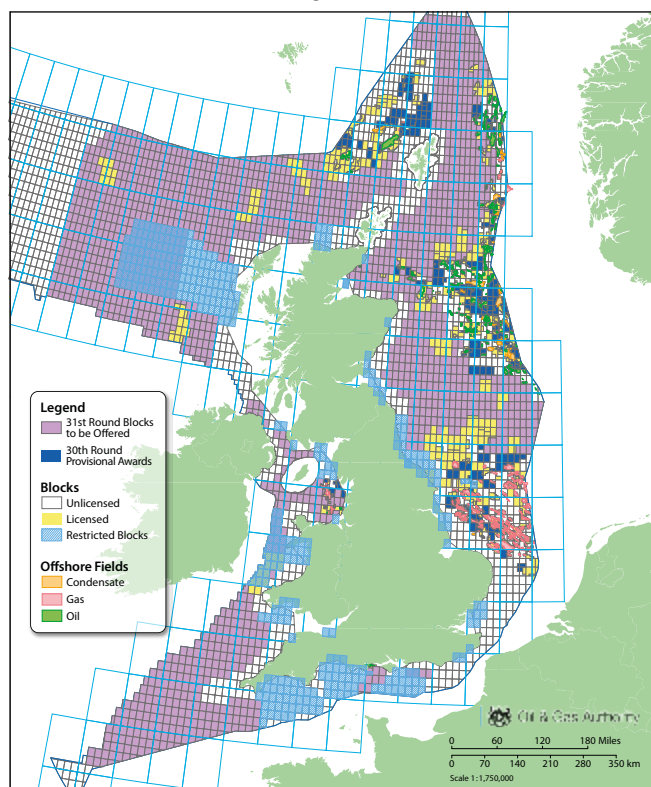 Legend
31st Round Blocks
to be Offered
30th Round
Provisional Awards
Blocks
Unlicensed
Licensed
Restricted Blocks
Offshore Fields
Condensate
Gas
Oil
Oil & Gas Authority
0 60 120 180 Miles
0 70 140 210 280 350 km
Scale 1:1,750,000